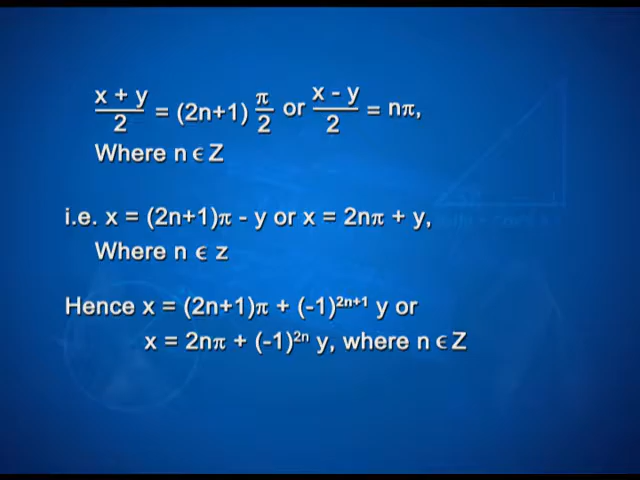 x + y / 2 = (2n+1) π / 2 or x - y / 2 = nπ,
Where n ϵ Z
i.e. x = (2n+1)π - y or x = 2nπ + y,
Where n ϵ z
Hence x = (2n+1)π + (-1)²ⁿ⁺¹ y or
x = 2nπ + (-1)²ⁿ y, where n ϵ Z